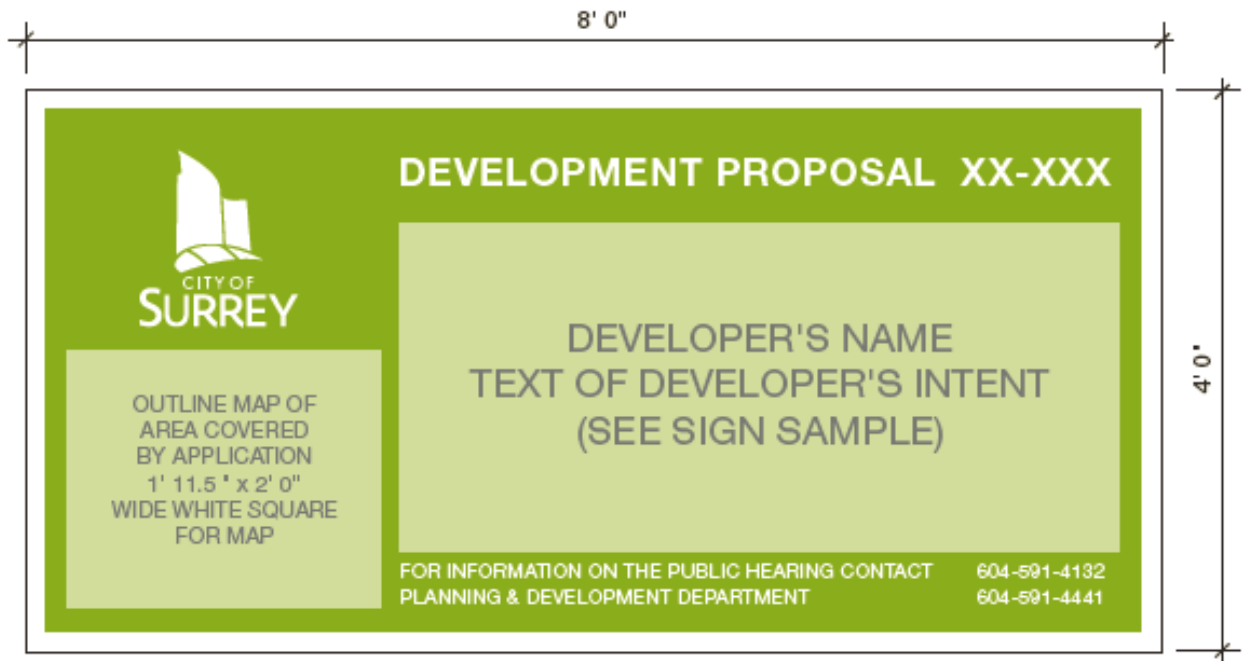 8' 0"
DEVELOPMENT PROPOSAL XX-XXX
CITY OF
SURREY
DEVELOPER'S NAME
TEXT OF DEVELOPER'S INTENT
(SEE SIGN SAMPLE)
4' 0"
OUTLINE MAP OF
AREA COVERED
BY APPLICATION
1' 11.5 " x 2' 0"
WIDE WHITE SQUARE
FOR MAP
FOR INFORMATION ON THE PUBLIC HEARING CONTACT 604-591-4132
PLANNING & DEVELOPMENT DEPARTMENT 604-591-4441